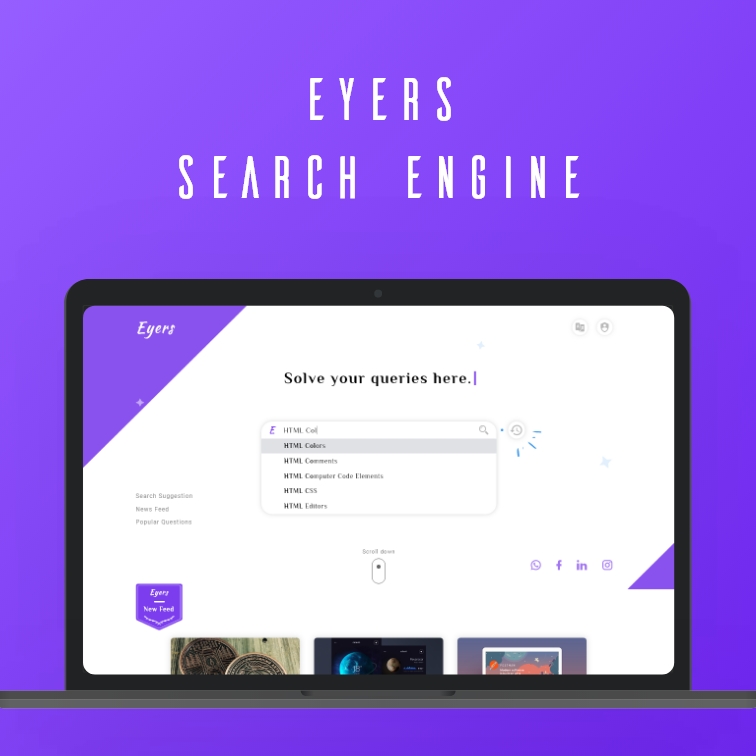 EYERS
SEARCH ENGINE
Eyers
Solve your queries here.
E
HTML Col
HTML Colors
HTML Comments
HTML Computer Code Elements
HTML CSS
HTML Editors
Search Suggestion
News Feed
Popular Questions
Scroll down
Eyers
New Feed